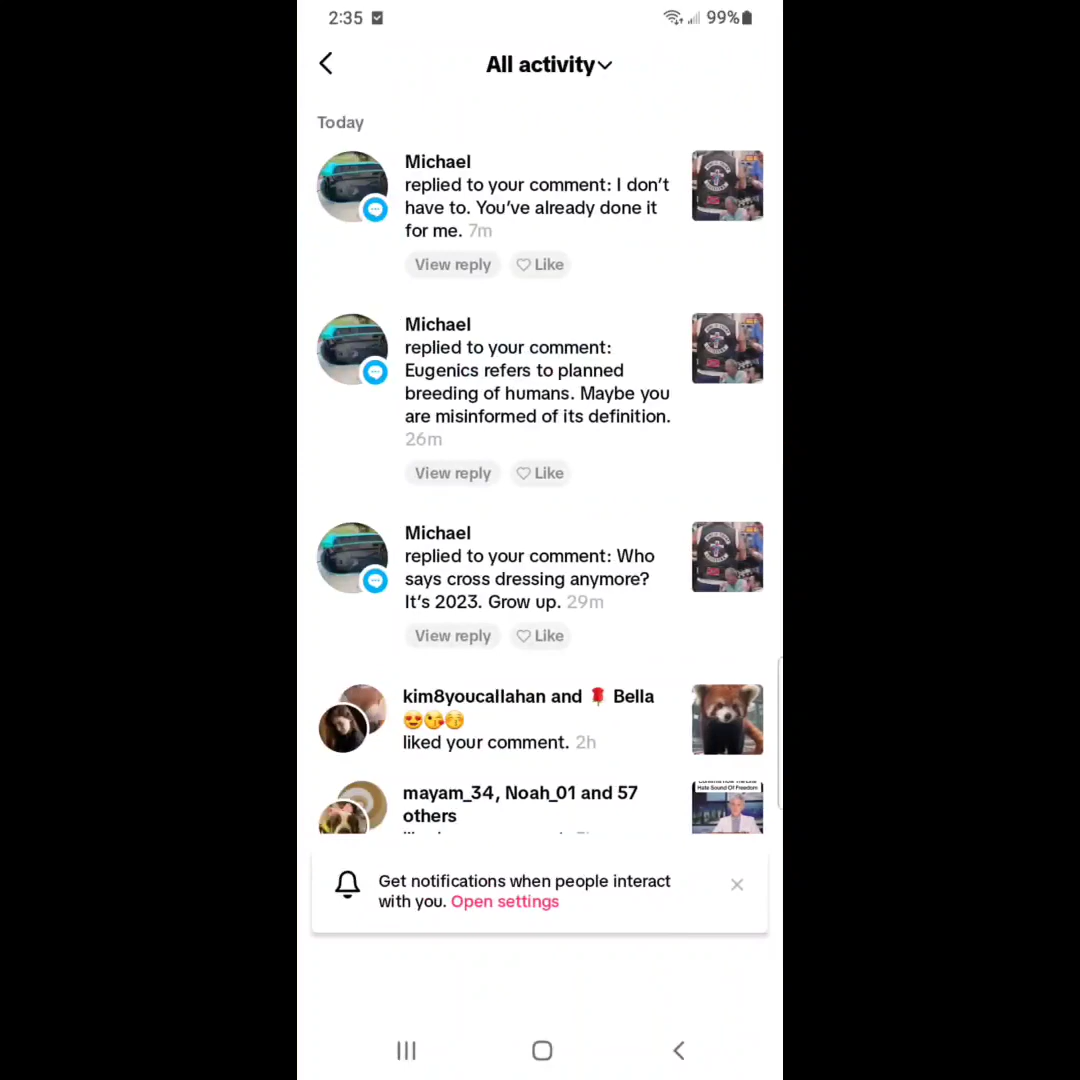 2:35
99%
All activity
Today
Michael
replied to your comment: I don’t
have to. You’ve already done it
for me. 7m
View reply
Like
Michael
replied to your comment:
Eugenics refers to planned
breeding of humans. Maybe you
are misinformed of its definition.
26m
View reply
Like
Michael
replied to your comment: Who
says cross dressing anymore?
It’s 2023. Grow up. 29m
View reply
Like
kim8youcallahan and 🌹 Bella
😍😘😚
liked your comment. 2h
mayam_34, Noah_01 and 57
others
Hate Sound Of Freedom
Get notifications when people interact
with you. Open settings